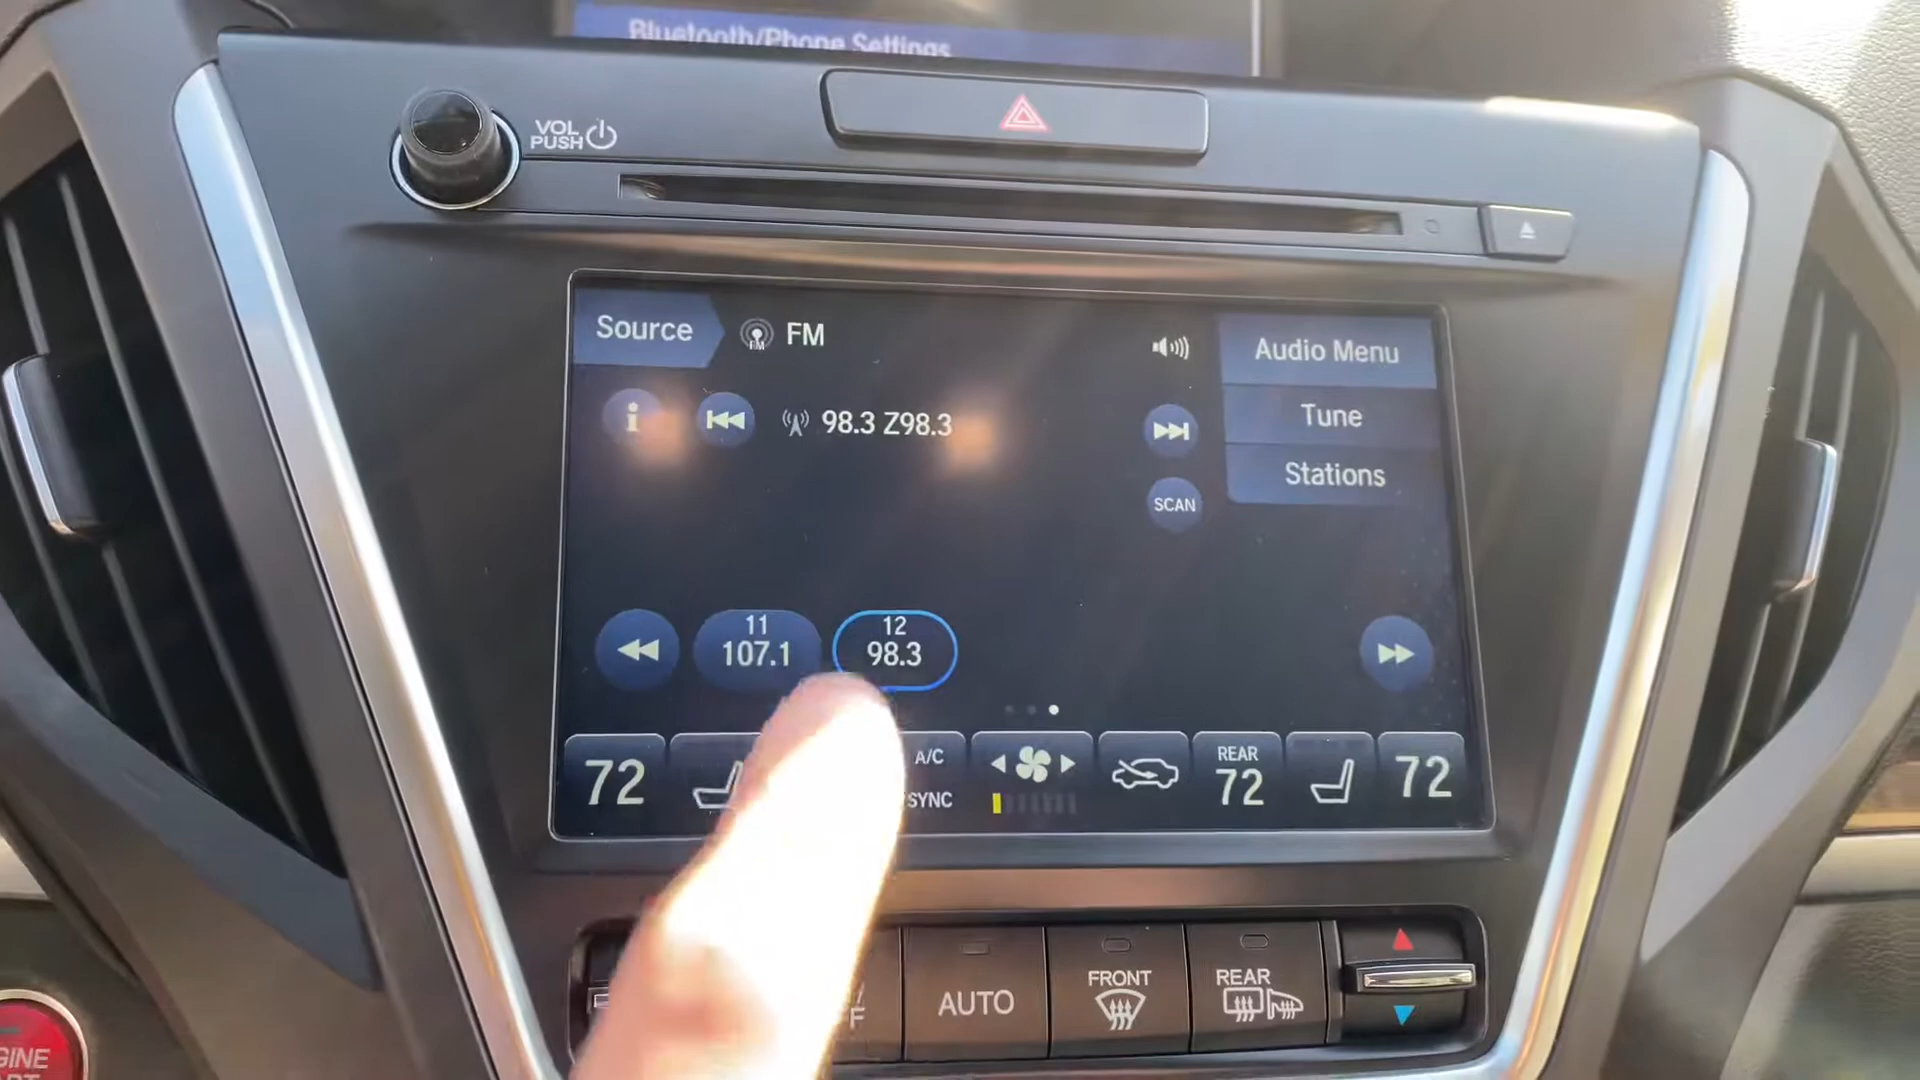 Bluetooth/Phone Settings
VOL
PUSH
Source
FM
FM
Audio Menu
i
98.3 Z98.3
Tune
Stations
SCAN
11
107.1
12
98.3
72
A/C
SYNC
REAR
72
72
AUTO
FRONT
REAR